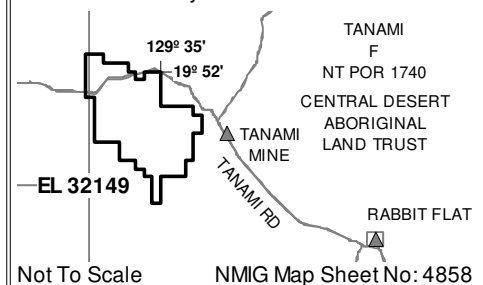 129º 35'
19º 52'
TANAMI
F
NT POR 1740
CENTRAL DESERT
ABORIGINAL
LAND TRUST
TANAMI
MINE
TANAMI RD
EL 32149
RABBIT FLAT
Not To Scale
NMIG Map Sheet No: 4858